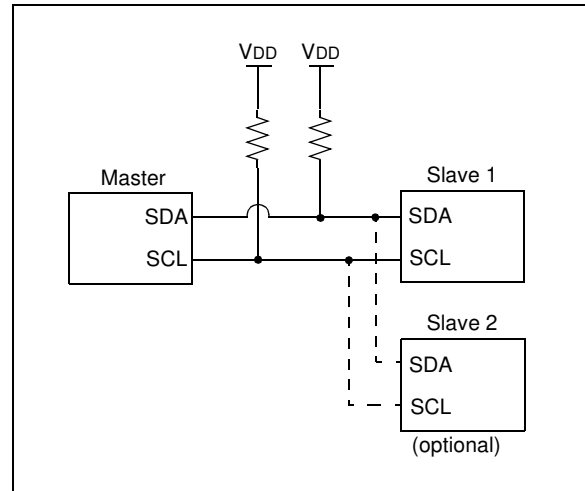 VDD VDD
Master
SDA
SCL
Slave 1
SDA
SCL
Slave 2
SDA
SCL
(optional)